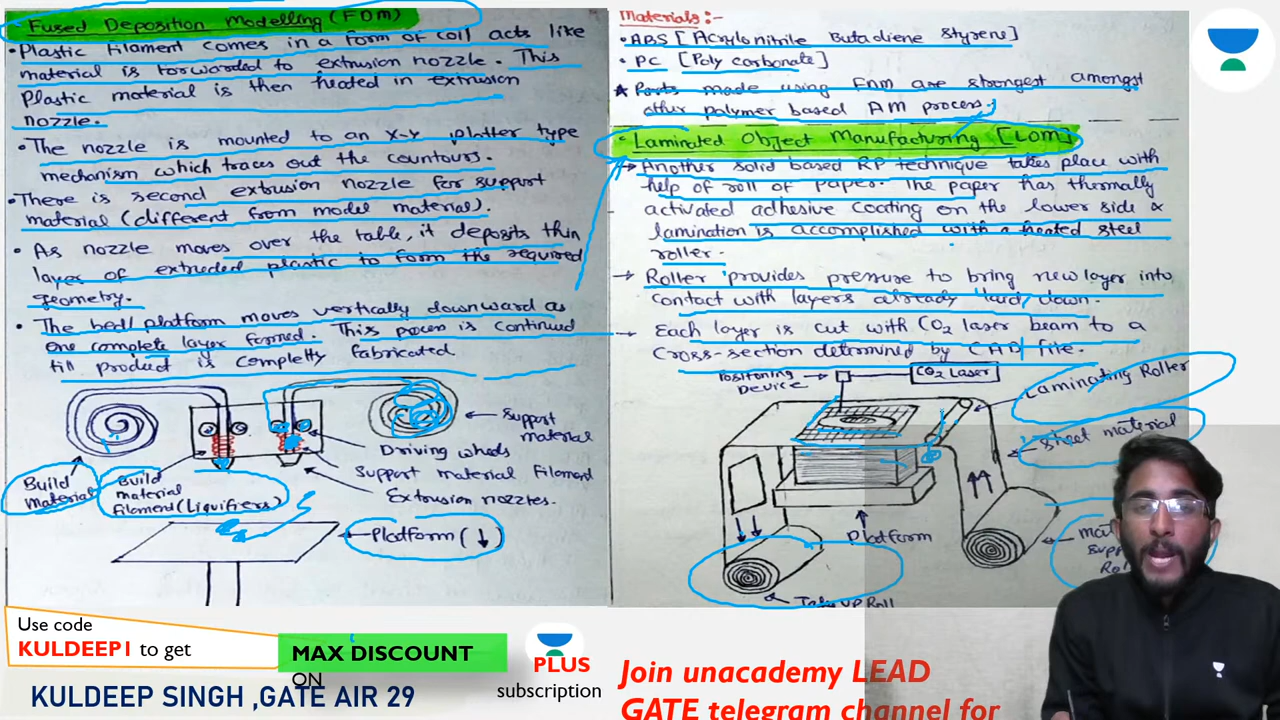 Fused Deposition Modelling (FDM)
• Plastic Filament comes in a form of coil acts like
material is forwarded to extrusion nozzle. This
Plastic material is then heated in extrusion
nozzle.
• The nozzle is mounted to an X-Y platter type
mechanism which traces out the countours.
• There is second extrusion nozzle for support
material (different from model material).
• As nozzle moves over the table, it deposits thin
layer of extruded plastic to form the required
geometry.
• The bed/ platform moves vertically downward as
one complete layer formed. This process is continued
till product is completly fabricated.
Support
material
Driving wheels
Support material Filament
Extrusion nozzles.
Build
Material
Build
material
Filament (Liquifiers)
Platform (↓)
Materials:-
• ABS [Acrylonitrile Butadiene Styrene]
• PC [Poly carbonate]
* Parts made using FDM are strongest amongst
other polymer based AM process.
• Laminated Object Manufacturing [LOM]
→ Another solid based RP technique takes place with
help of roll of paper. The paper has thermally
activated adhesive coating on the lower side &
lamination is accomplished with a heated steel
roller.
→ Roller provides pressure to bring new layer into
contact with layers already laid down.
→ Each layer is cut with CO2 laser beam to a
cross-section determined by CAD file.
Positioning
Device
CO2 Laser
Laminating Roller
Sheet material
Platform
Take up Roll
Use code
KULDEEP1 to get
MAX DISCOUNT
ON
PLUS
subscription
KULDEEP SINGH ,GATE AIR 29
Join unacademy LEAD
GATE telegram channel for